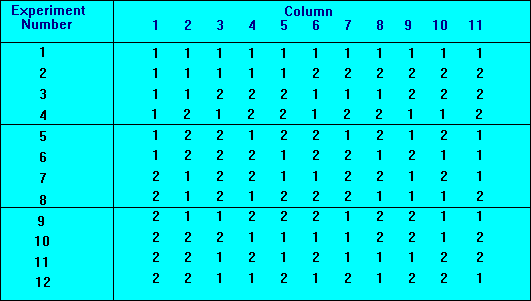 Experiment Column
Number 1 2 3 4 5 6 7 8 9 10 11
1 1 1 1 1 1 1 1 1 1 1 1
2 1 1 1 1 1 2 2 2 2 2 2
3 1 1 2 2 2 1 1 1 2 2 2
4 1 2 1 2 2 1 2 2 1 1 2
5 1 2 2 1 2 2 1 2 1 2 1
6 1 2 2 2 1 2 2 1 2 1 1
7 2 1 2 2 1 1 2 2 1 2 1
8 2 1 2 1 2 2 2 1 1 1 2
9 2 1 1 2 2 2 1 2 2 1 1
10 2 2 2 1 1 1 1 2 2 1 2
11 2 2 1 2 1 2 1 1 1 2 2
12 2 2 1 1 2 1 2 1 2 2 1